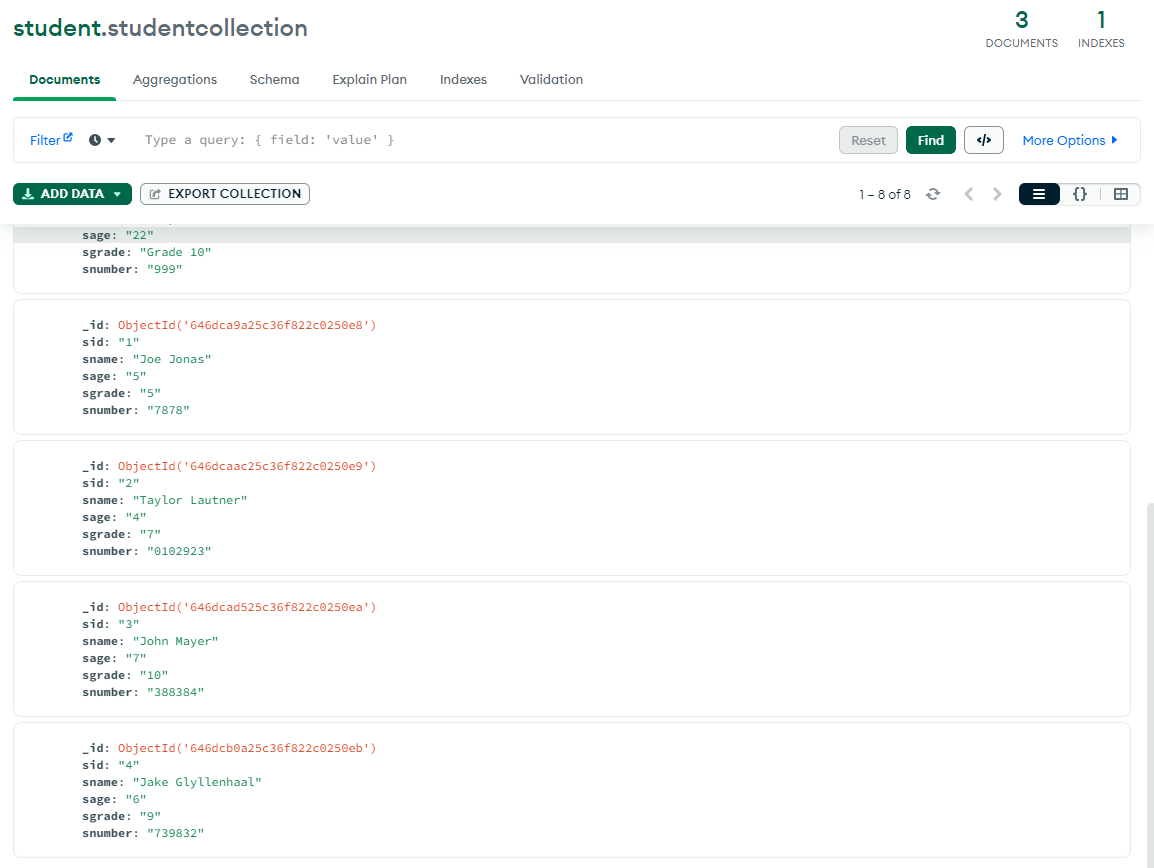 student.studentcollection
3
DOCUMENTS
1
INDEXES
Documents Aggregations Schema Explain Plan Indexes Validation
Filter Type a query: { field: 'value' } Reset Find </> More Options
ADD DATA EXPORT COLLECTION 1 – 8 of 8 {}
sage: "22"
sgrade: "Grade 10"
snumber: "999"
_id: ObjectId('646dca9a25c36f822c0250e8')
sid: "1"
sname: "Joe Jonas"
sage: "5"
sgrade: "5"
snumber: "7878"
_id: ObjectId('646dcaac25c36f822c0250e9')
sid: "2"
sname: "Taylor Lautner"
sage: "4"
sgrade: "7"
snumber: "0102923"
_id: ObjectId('646dcad525c36f822c0250ea')
sid: "3"
sname: "John Mayer"
sage: "7"
sgrade: "10"
snumber: "388384"
_id: ObjectId('646dcb0a25c36f822c0250eb')
sid: "4"
sname: "Jake Glyllenhaal"
sage: "6"
sgrade: "9"
snumber: "739832"